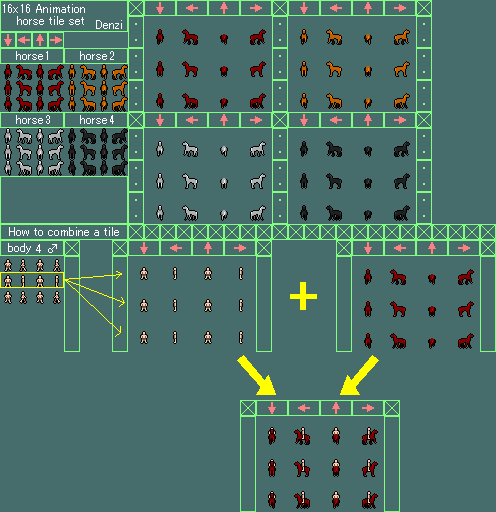 16x16 Animation
horse tile set
Denzi
horse1
horse2
horse3
horse4
How to combine a tile
body 4 ♂